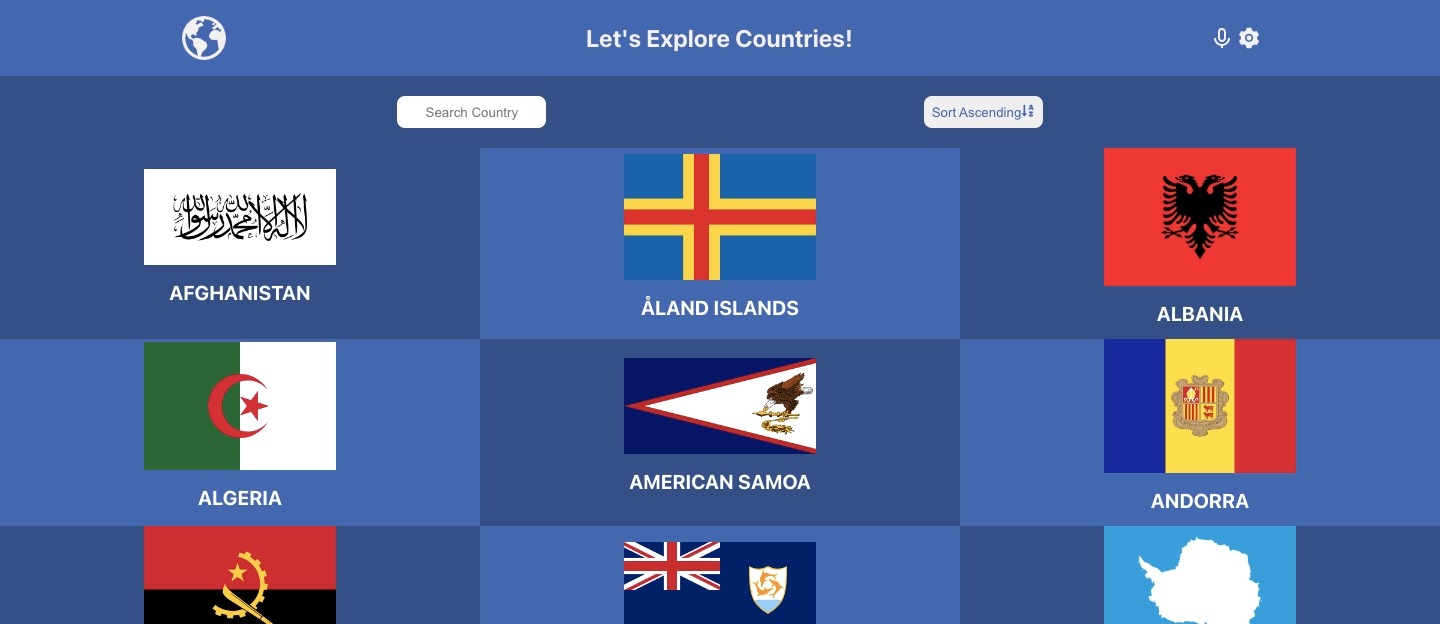 Let's Explore Countries!
Search Country
Sort Ascending
لا إله إلا الله محمد رسول الله
AFGHANISTAN
ÅLAND ISLANDS
ALBANIA
ALGERIA
AMERICAN SAMOA
ANDORRA